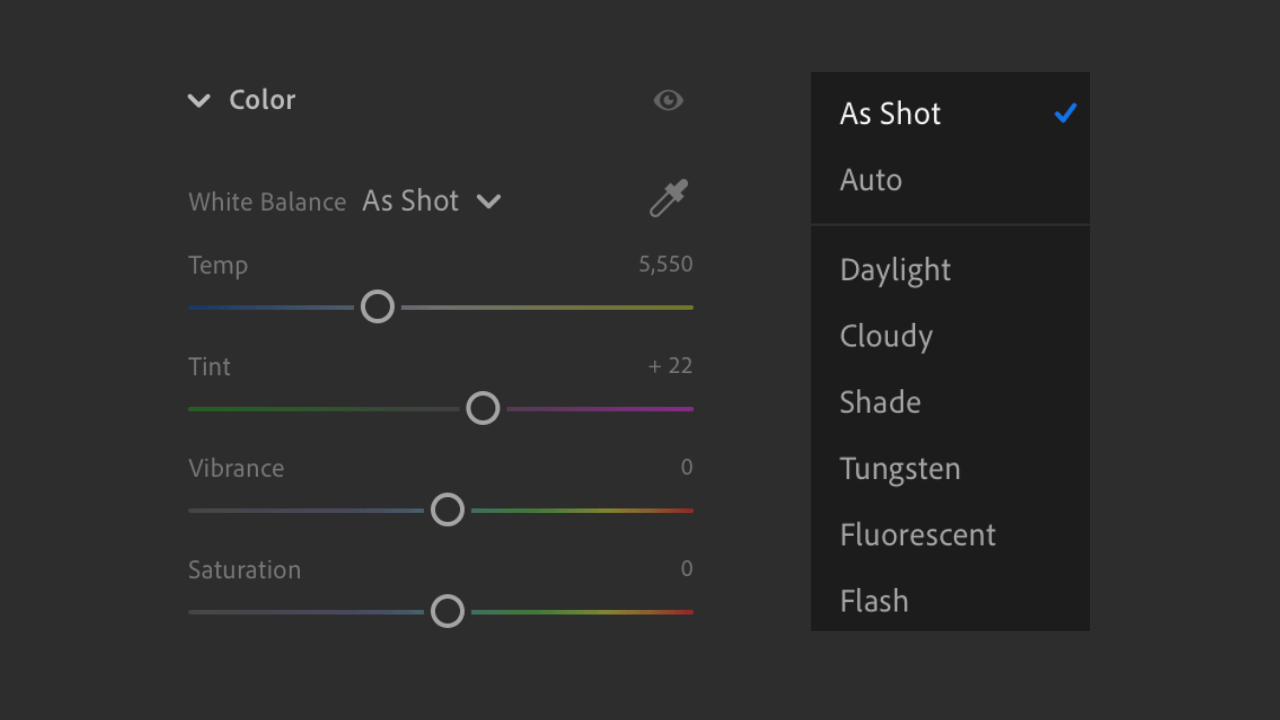 Color
White Balance As Shot
Temp 5,550
Tint + 22
Vibrance 0
Saturation 0
As Shot
Auto
Daylight
Cloudy
Shade
Tungsten
Fluorescent
Flash